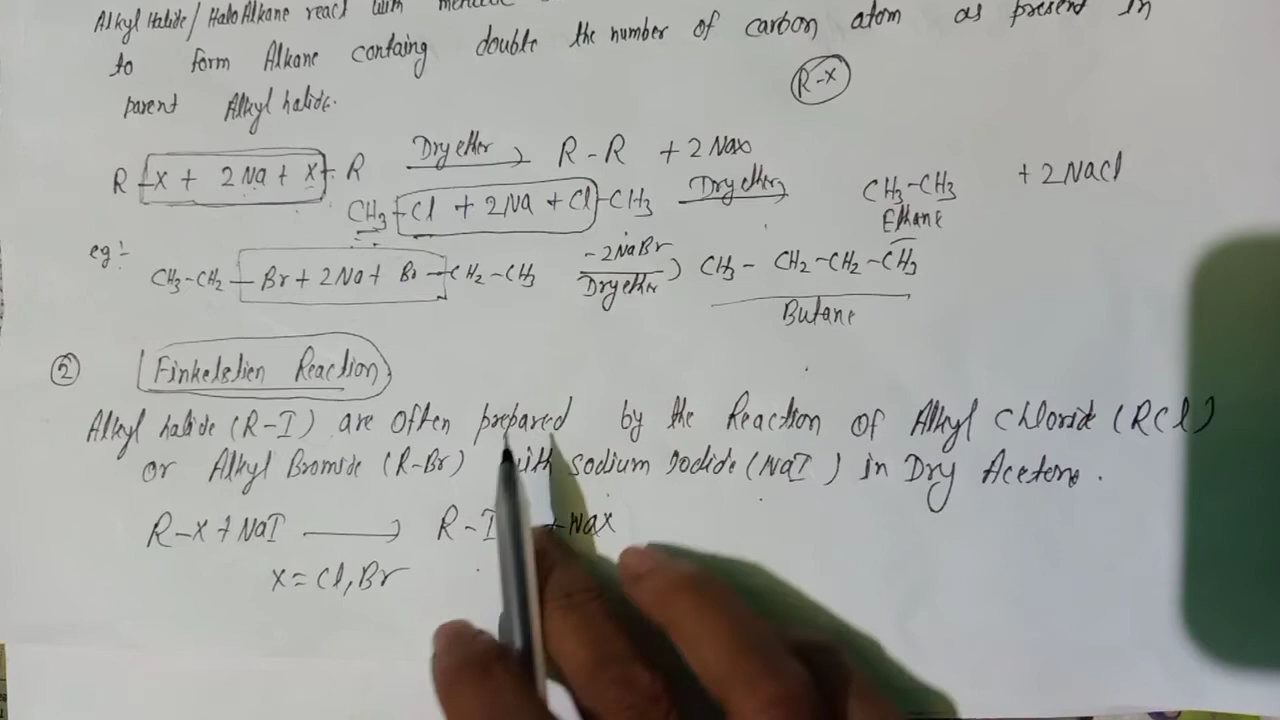 Alkyl Halide/HaloAlkane react with
to form Alkane containg double the number of carbon atom as present in
parent Alkyl halide.
R-X
R-X + 2Na + X-R Dry ether → R-R + 2NaX
CH3-Cl + 2Na + Cl-CH3 Dry ether → CH3-CH3 + 2NaCl
Ethane
eg:- CH3-CH2-Br + 2Na + Br-CH2-CH3 -2NaBr Dry ether → CH3-CH2-CH2-CH3
Butane
② Finkelstien Reaction
Alkyl halide (R-I) are often prepared by the Reaction of Alkyl Chloride (RCl)
or Alkyl Bromide (R-Br) with sodium Iodide (NaI) in Dry Acetone.
R-X + NaI → R-I + NaX
X = Cl, Br